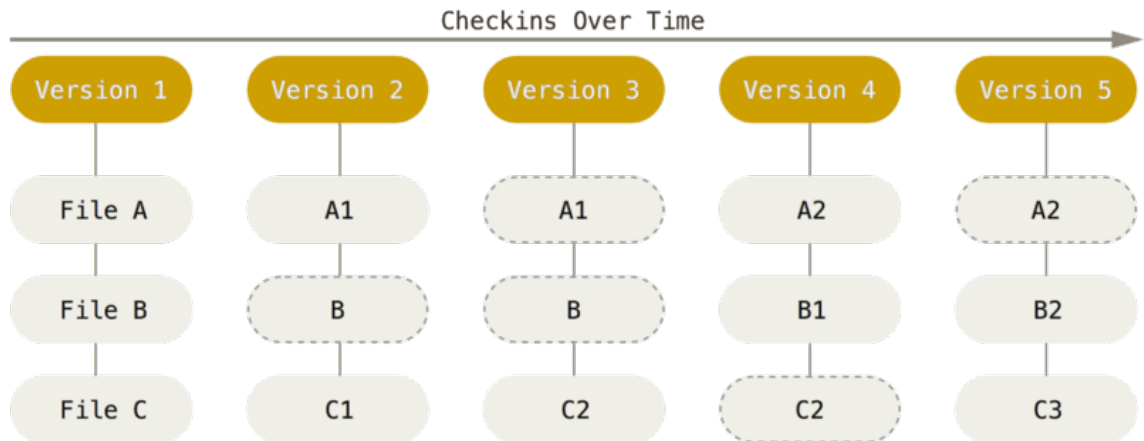 Checkins Over Time
Version 1 Version 2 Version 3 Version 4 Version 5
File A A1 A1 A2 A2
File B B B B1 B2
File C C1 C2 C2 C3